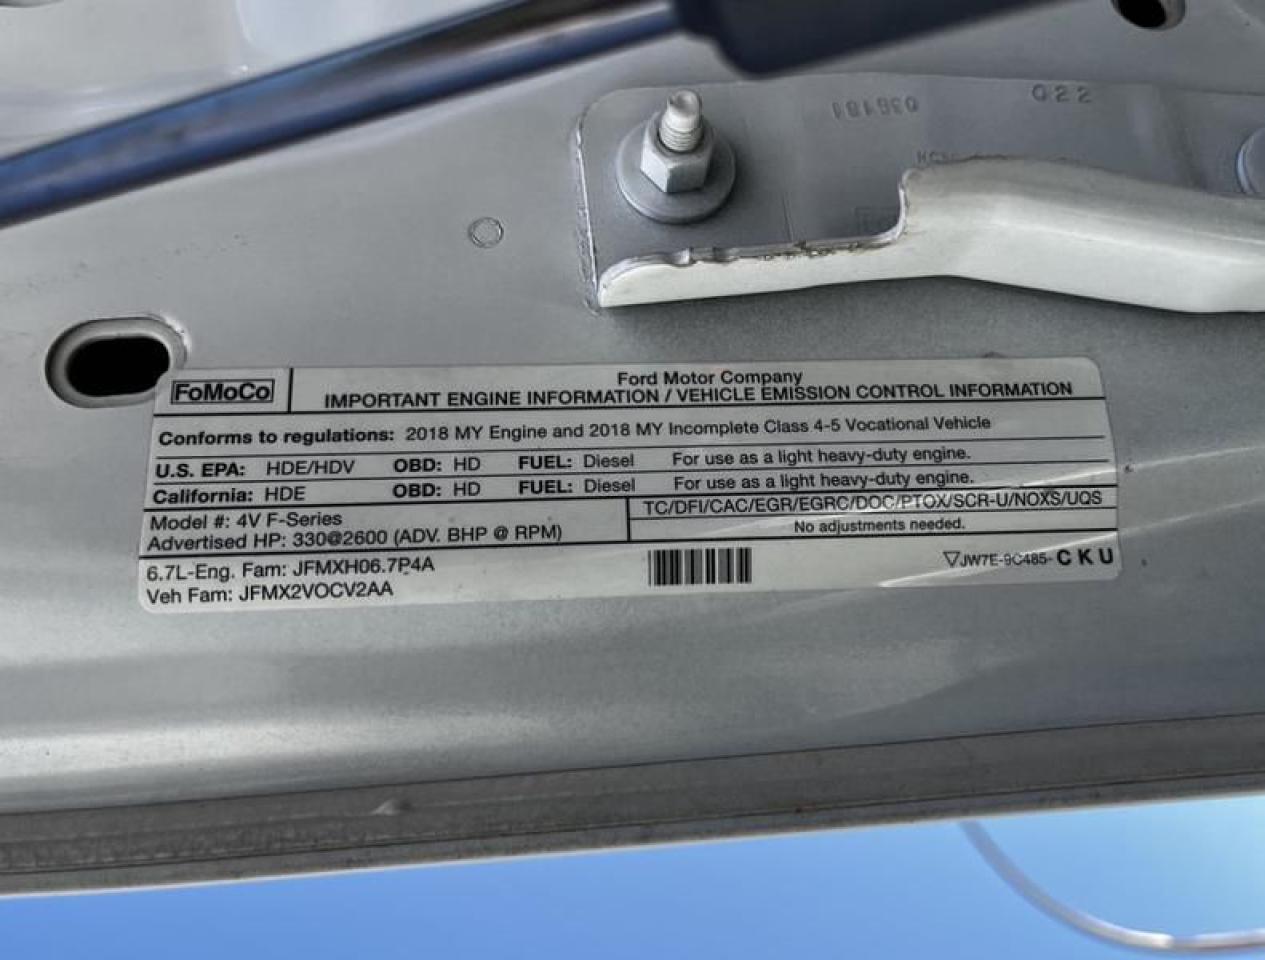 036181
022
FoMoCo
Ford Motor Company
IMPORTANT ENGINE INFORMATION / VEHICLE EMISSION CONTROL INFORMATION
Conforms to regulations: 2018 MY Engine and 2018 MY Incomplete Class 4-5 Vocational Vehicle
U.S. EPA: HDE/HDV OBD: HD FUEL: Diesel For use as a light heavy-duty engine.
California: HDE OBD: HD FUEL: Diesel For use as a light heavy-duty engine.
Model #: 4V F-Series
Advertised HP: 330@2600 (ADV. BHP @ RPM)
TC/DFI/CAC/EGR/EGRC/DOC/PTOX/SCR-U/NOXS/UQS
No adjustments needed.
6.7L-Eng. Fam: JFMXH06.7P4A
Veh Fam: JFMX2VOCV2AA
▽JW7E-9C485- CKU